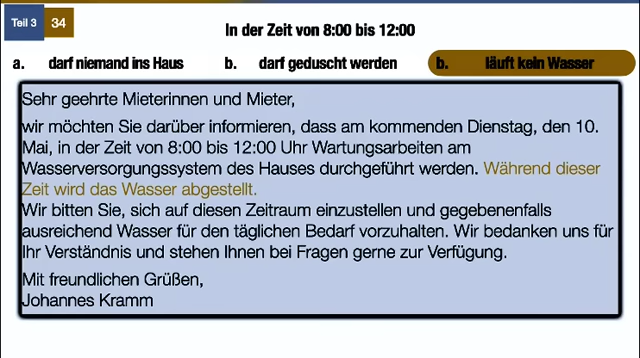 Teil 3 34
In der Zeit von 8:00 bis 12:00
a. darf niemand ins Haus b. darf geduscht werden b. läuft kein Wasser
Sehr geehrte Mieterinnen und Mieter,
wir möchten Sie darüber informieren, dass am kommenden Dienstag, den 10.
Mai, in der Zeit von 8:00 bis 12:00 Uhr Wartungsarbeiten am
Wasserversorgungssystem des Hauses durchgeführt werden. Während dieser
Zeit wird das Wasser abgestellt.
Wir bitten Sie, sich auf diesen Zeitraum einzustellen und gegebenenfalls
ausreichend Wasser für den täglichen Bedarf vorzuhalten. Wir bedanken uns für
Ihr Verständnis und stehen Ihnen bei Fragen gerne zur Verfügung.
Mit freundlichen Grüßen,
Johannes Kramm